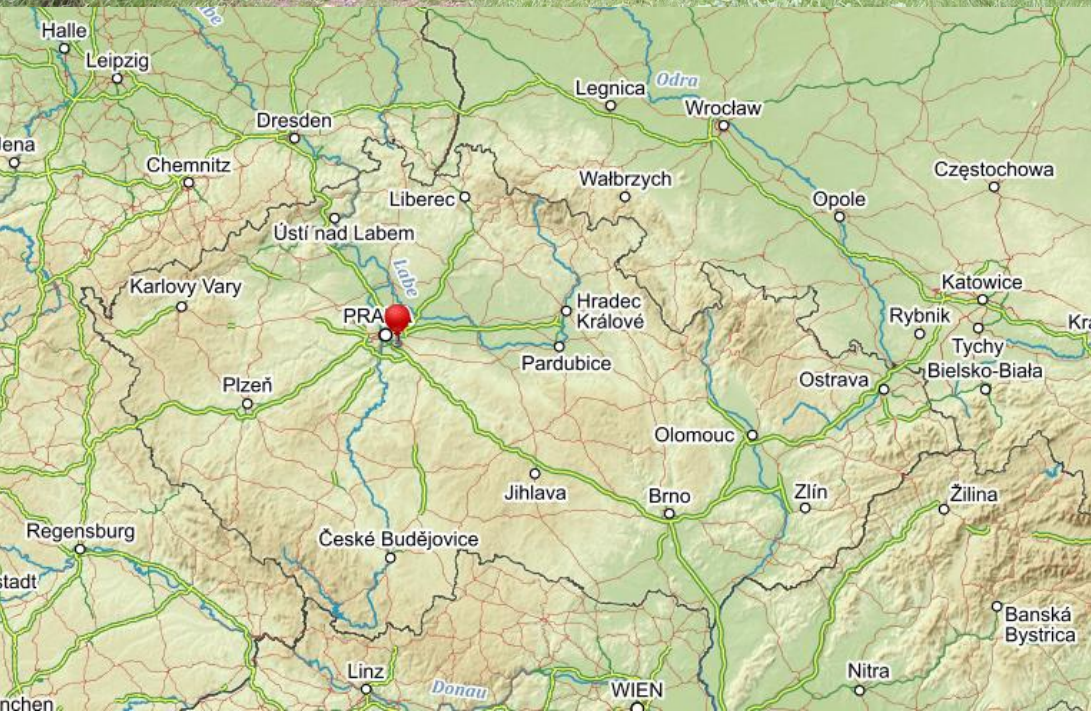 be
Halle
Leipzig
Legnica
Odra
Wrocław
Dresden
Jena
Chemnitz
Częstochowa
Wałbrzych
Liberec
Opole
Ústí nad Labem
Labe
Karlovy Vary
Katowice
Hradec
Králové
PRA
Rybnik
Kra
Tychy
Pardubice
Bielsko-Biała
Plzeň
Ostrava
Olomouc
Jihlava
Brno
Zlín
Žilina
Regensburg
České Budějovice
stadt
Banská
Bystrica
Linz
Nitra
Donau
WIEN
nchen